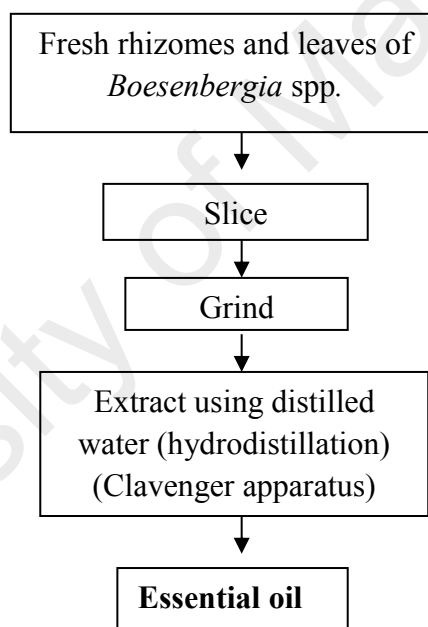 Fresh rhizomes and leaves of
Boesenbergia spp.
Slice
Grind
Extract using distilled
water (hydrodistillation)
(Clavenger apparatus)
Essential oil